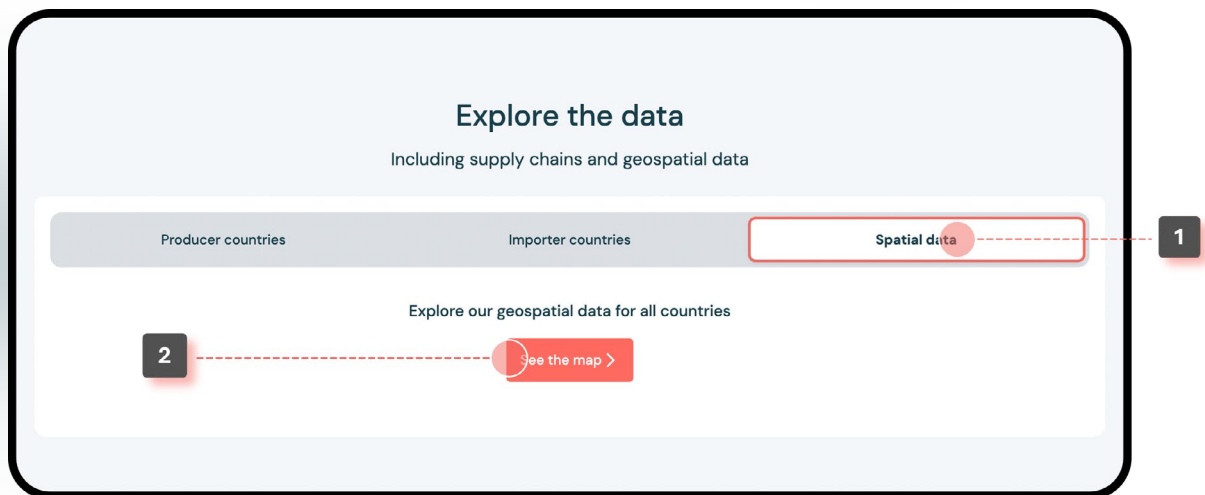 Explore the data
Including supply chains and geospatial data
Producer countries
Importer countries
Spatial data
1
Explore our geospatial data for all countries
2
See the map